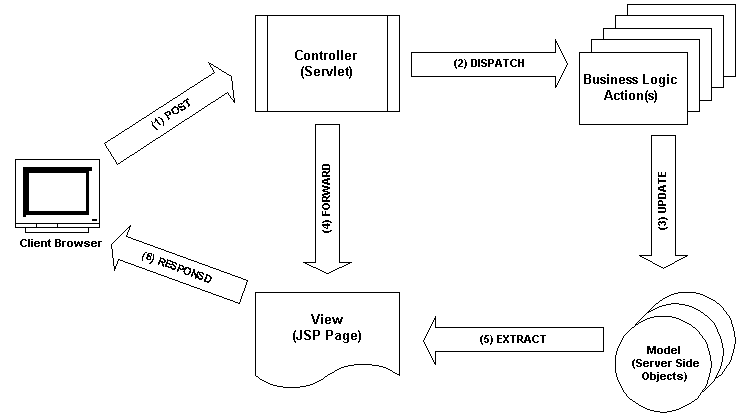 Controller
(Servlet)
(2) DISPATCH
Business Logic
Action(s)
(1) POST
(4) FORWARD
(3) UPDATE
Client Browser
(6) RESPONSD
View
(JSP Page)
(5) EXTRACT
Model
(Server Side
Objects)